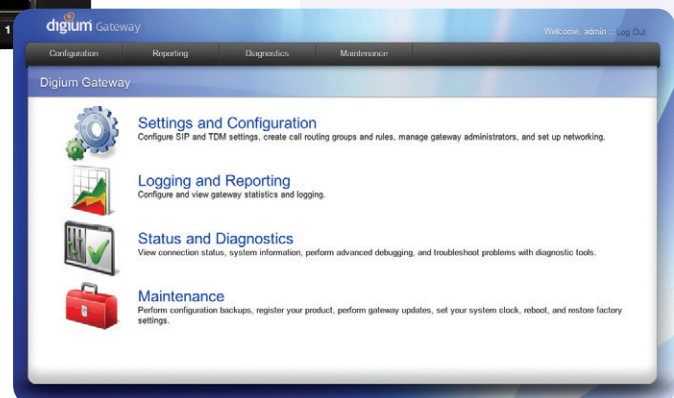 1
digium Gateway
Welcome, admin :: Log Out
Configuration Reporting Diagnostics Maintenance
Digium Gateway
Settings and Configuration
Configure SIP and TDM settings, create call routing groups and rules, manage gateway administrators, and set up networking.
Logging and Reporting
Configure and view gateway statistics and logging.
Status and Diagnostics
View connection status, system information, perform advanced debugging, and troubleshoot problems with diagnostic tools.
Maintenance
Perform configuration backups, register your product, perform gateway updates, set your system clock, reboot, and restore factory
settings.